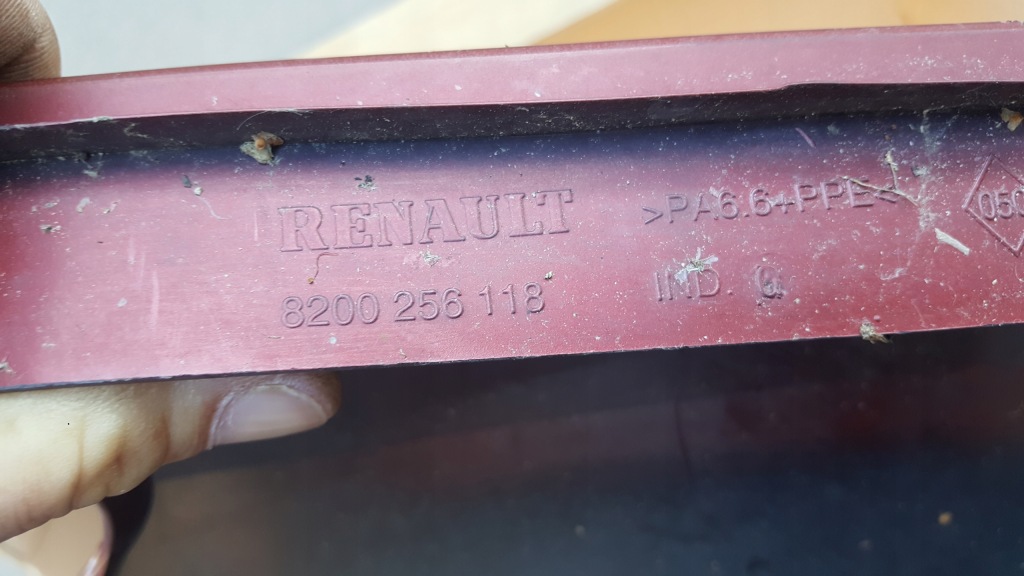 RENAULT
8200 256 118
>PA6.6+PPE<
IND.